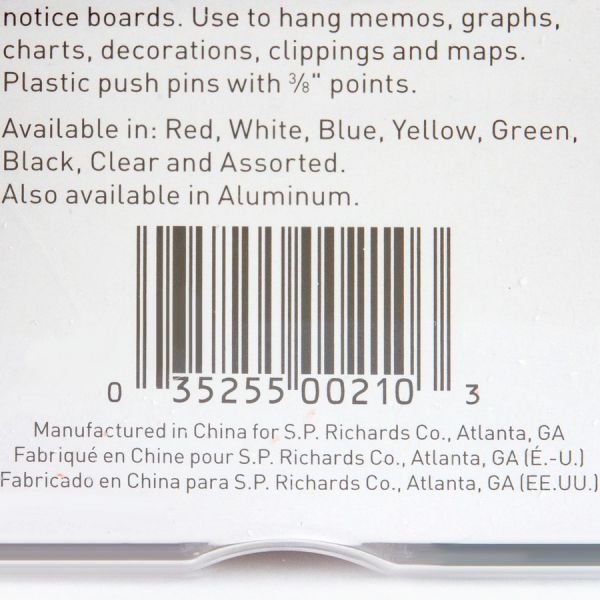 notice boards. Use to hang memos, graphs,
charts, decorations, clippings and maps.
Plastic push pins with ⅜" points.
Available in: Red, White, Blue, Yellow, Green,
Black, Clear and Assorted.
Also available in Aluminum.
0 35255 00210 3
Manufactured in China for S.P. Richards Co., Atlanta, GA
Fabriqué en Chine pour S.P. Richards Co., Atlanta, GA (É.-U.)
Fabricado en China para S.P. Richards Co., Atlanta, GA (EE.UU.)